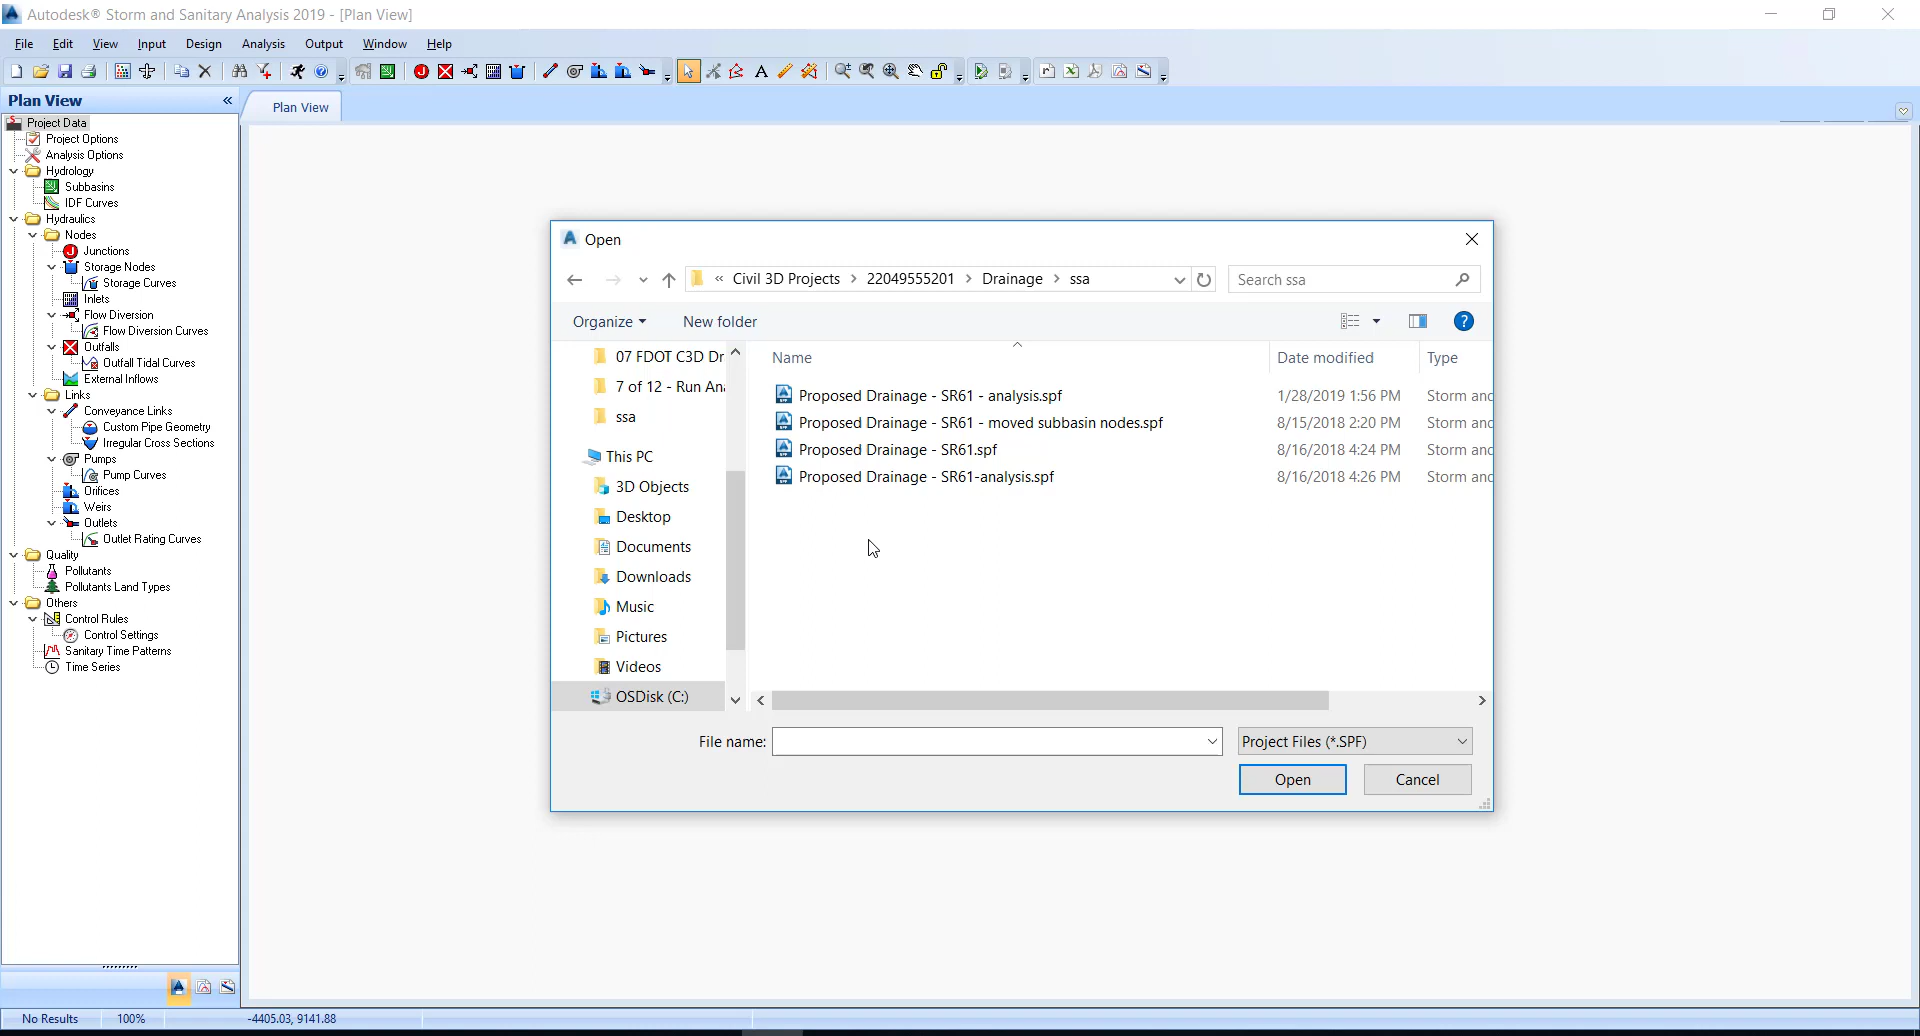 Autodesk® Storm and Sanitary Analysis 2019 - [Plan View]
File Edit View Input Design Analysis Output Window Help
Plan View
Plan View
Project Data
Project Options
Analysis Options
Hydrology
Subbasins
IDF Curves
Hydraulics
Nodes
Junctions
Storage Nodes
Storage Curves
Inlets
Flow Diversion
Flow Diversion Curves
Outfalls
Outfall Tidal Curves
External Inflows
Links
Conveyance Links
Custom Pipe Geometry
Irregular Cross Sections
Pumps
Pump Curves
Orifices
Weirs
Outlets
Outlet Rating Curves
Quality
Pollutants
Pollutants Land Types
Others
Control Rules
Control Settings
Sanitary Time Patterns
Time Series
Open
« Civil 3D Projects > 22049555201 > Drainage > ssa
Search ssa
Organize New folder
07 FDOT C3D Dr
7 of 12 - Run An
ssa
This PC
3D Objects
Desktop
Documents
Downloads
Music
Pictures
Videos
OSDisk (C:)
Name Date modified Type
Proposed Drainage - SR61 - analysis.spf 1/28/2019 1:56 PM Storm and
Proposed Drainage - SR61 - moved subbasin nodes.spf 8/15/2018 2:20 PM Storm and
Proposed Drainage - SR61.spf 8/16/2018 4:24 PM Storm and
Proposed Drainage - SR61-analysis.spf 8/16/2018 4:26 PM Storm and
File name: Project Files (*.SPF)
Open Cancel
No Results 100% -4405.03, 9141.88